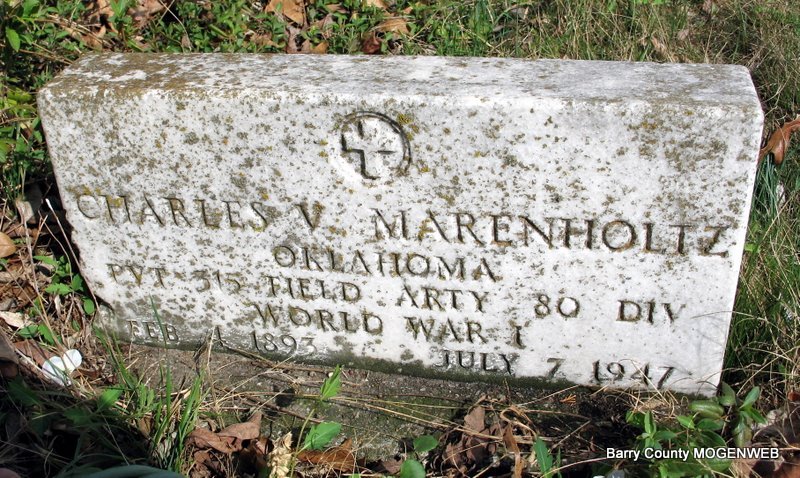 CHARLES V. MARENHOLTZ
OKLAHOMA
PVT 315 FIELD ARTY 80 DIV
WORLD WAR I
FEB 4 1893 JULY 7 1947
Barry County MOGENWEB